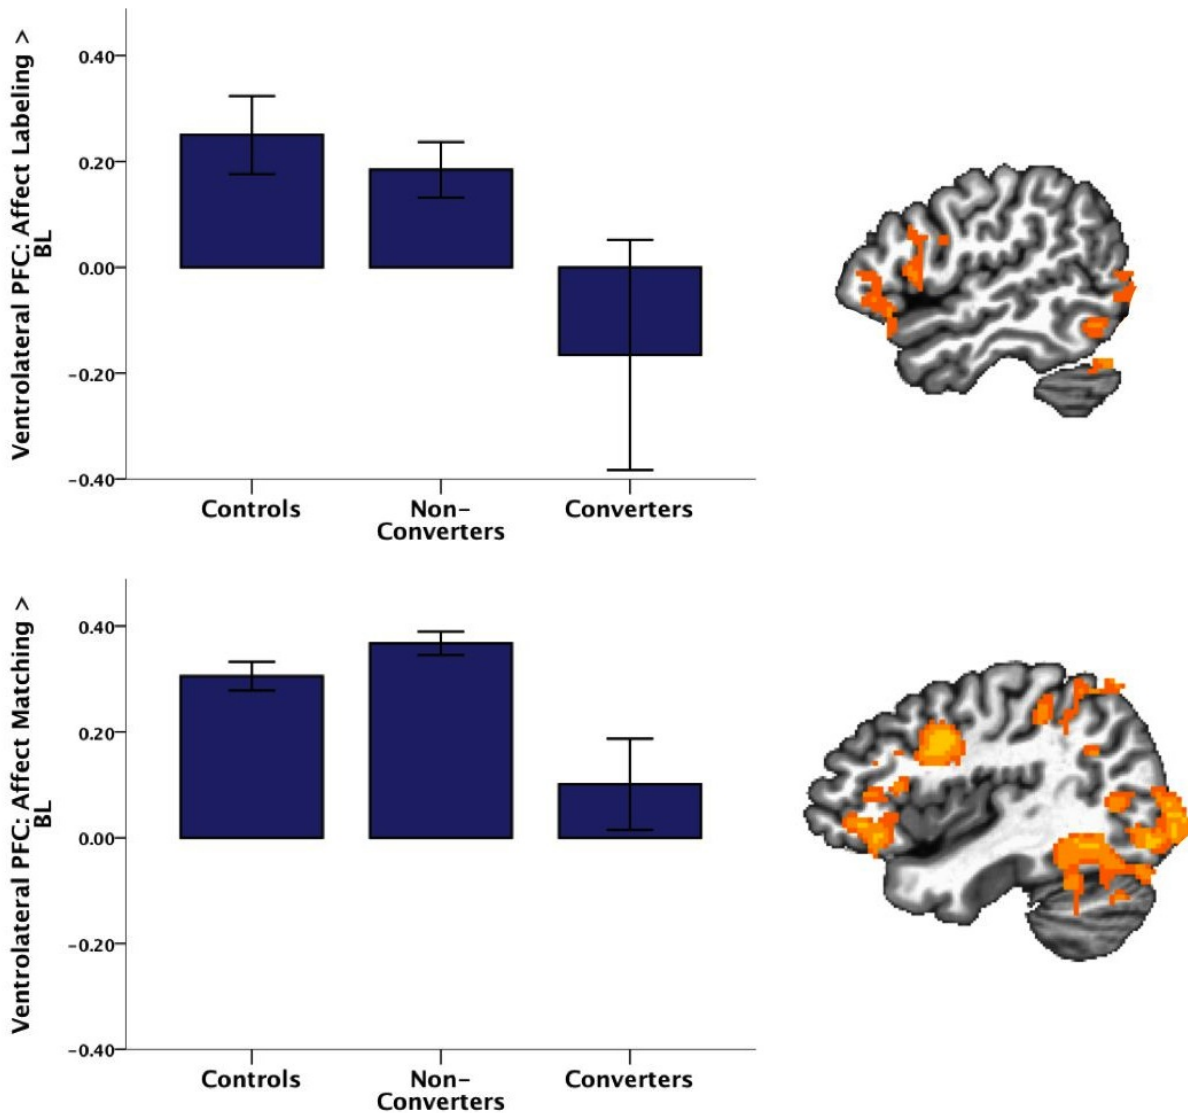 Ventrolateral PFC: Affect Labeling >
BL
0.40
0.20
0.00
−0.20
−0.40
Controls
Non-
Converters
Converters
Ventrolateral PFC: Affect Matching >
BL
0.40
0.20
0.00
−0.20
−0.40
Controls
Non-
Converters
Converters